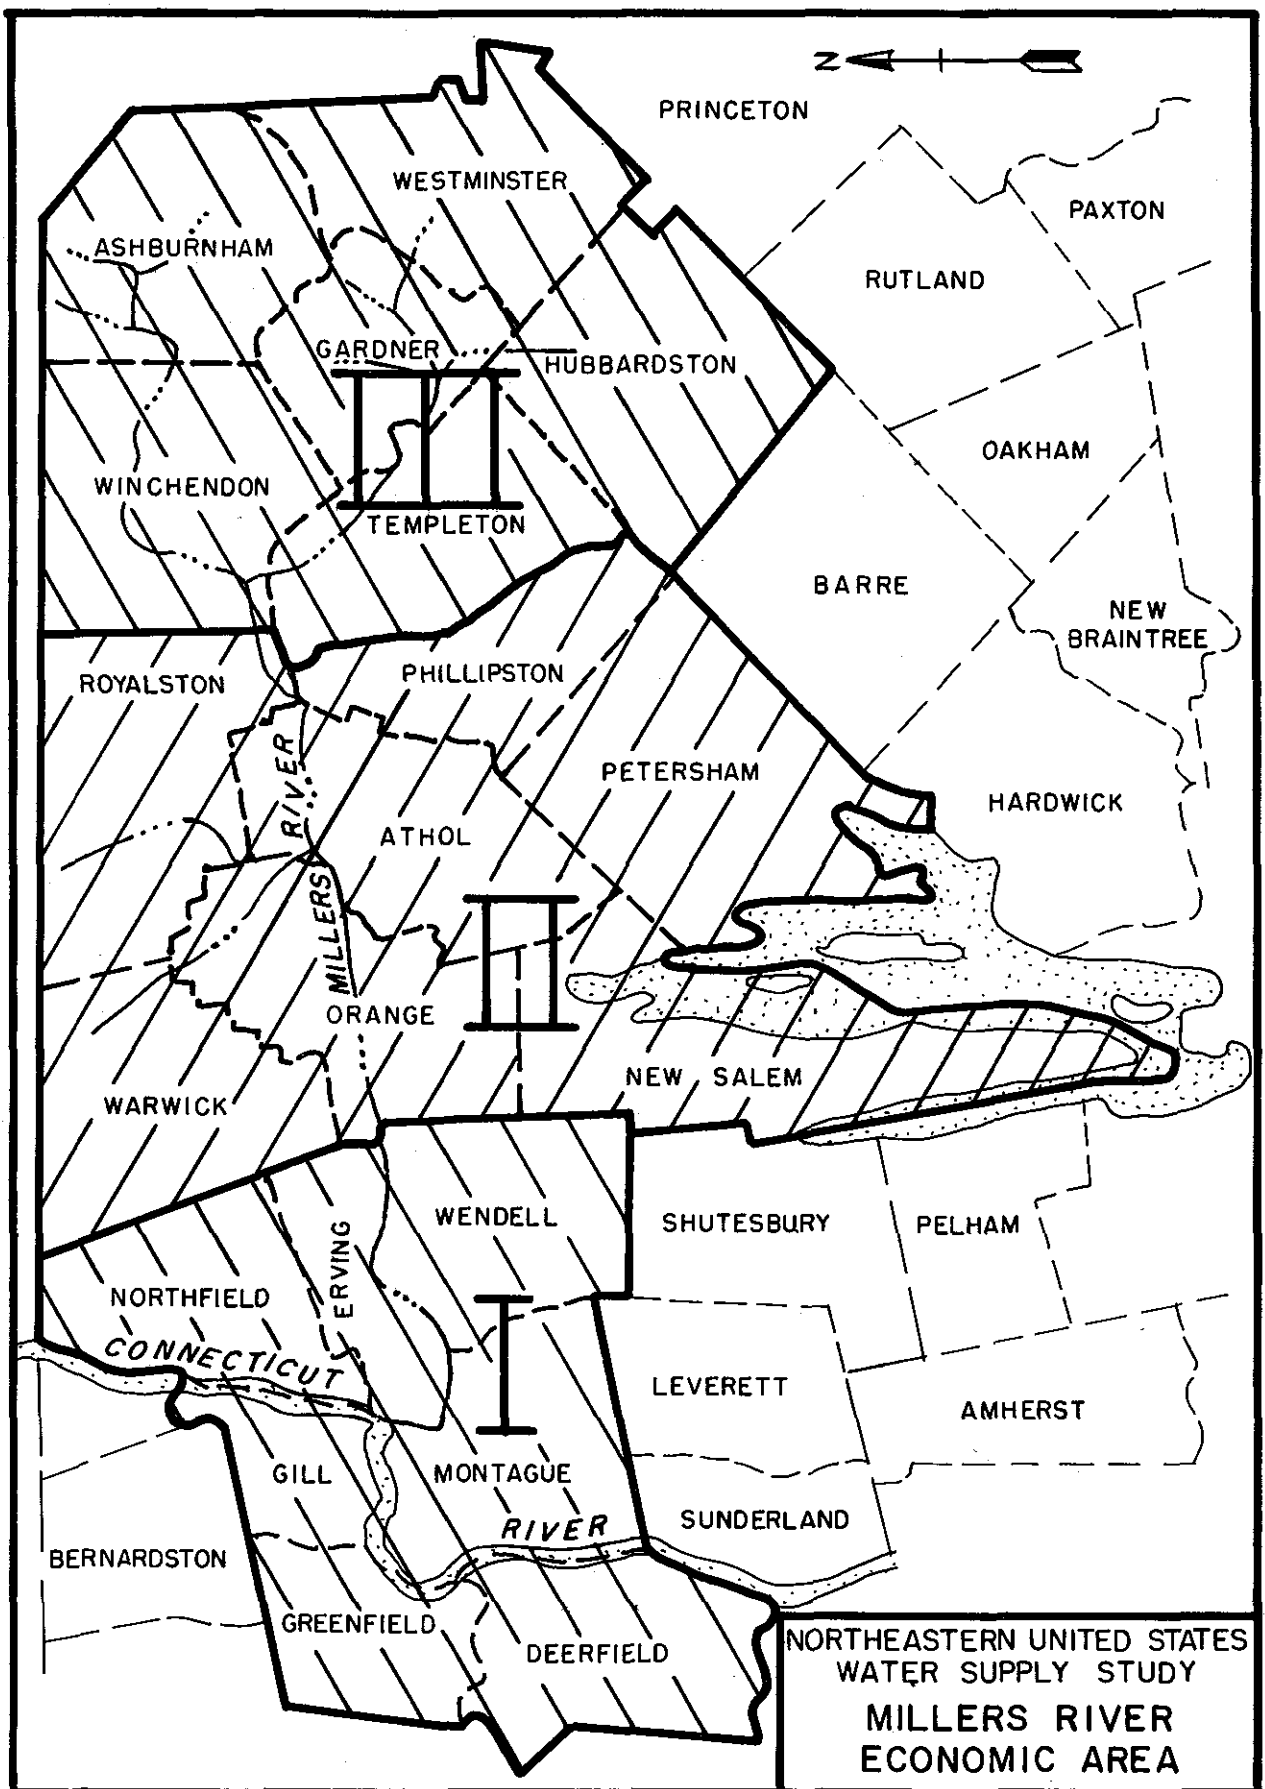 N
PRINCETON
WESTMINSTER
PAXTON
ASHBURNHAM
RUTLAND
GARDNER
HUBBARDSTON
III
OAKHAM
WINCHENDON
TEMPLETON
BARRE
NEW
BRAINTREE
ROYALSTON
PHILLIPSTON
PETERSHAM
HARDWICK
MILLERS RIVER
ATHOL
II
ORANGE
NEW SALEM
WARWICK
WENDELL
SHUTESBURY
PELHAM
ERVING
NORTHFIELD
I
CONNECTICUT
LEVERETT
AMHERST
GILL
MONTAGUE
RIVER
SUNDERLAND
BERNARDSTON
GREENFIELD
DEERFIELD
NORTHEASTERN UNITED STATES
WATER SUPPLY STUDY
MILLERS RIVER
ECONOMIC AREA